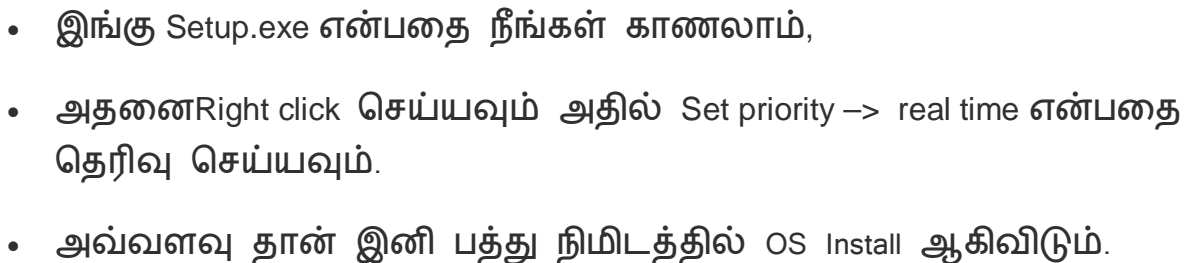 • இங்கு Setup.exe என்பதை நீங்கள் காணலாம்,
• அதனைRight click செய்யவும் அதில் Set priority –> real time என்பதை
தெரிவு செய்யவும்.
• அவ்வளவு தான் இனி பத்து நிமிடத்தில் OS Install ஆகிவிடும்.